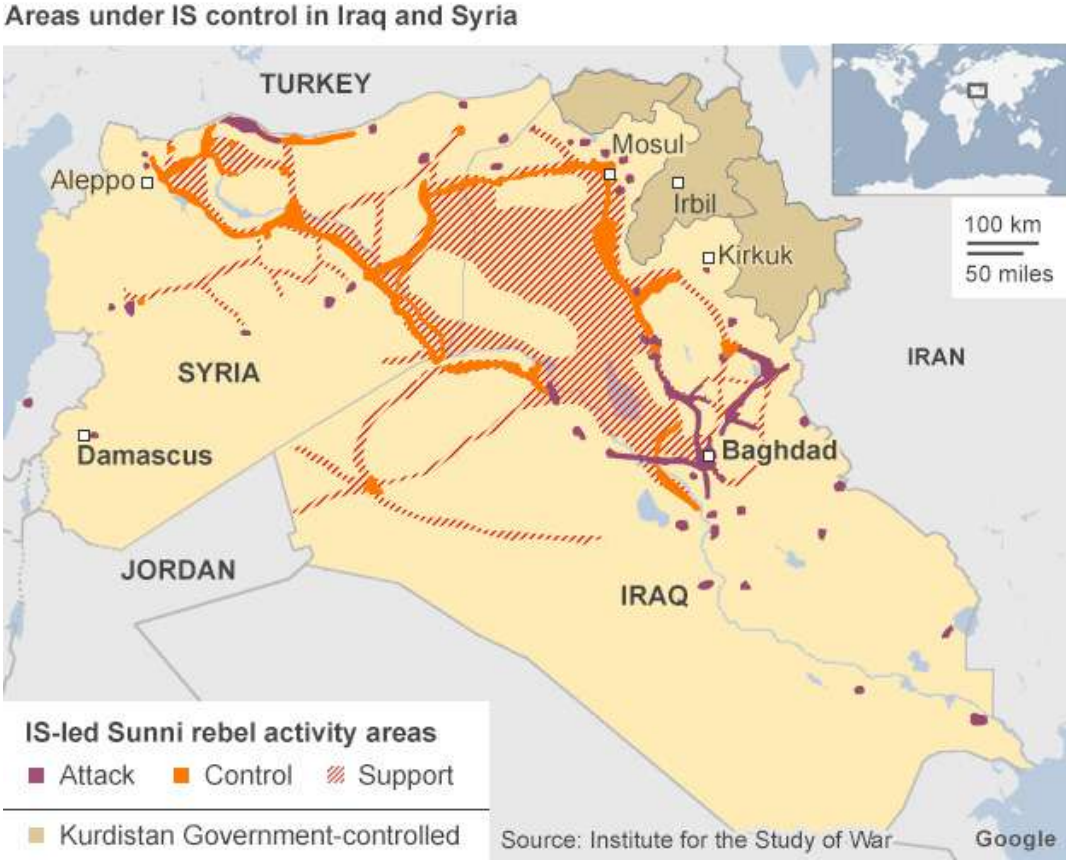 Areas under IS control in Iraq and Syria
TURKEY
Mosul
Aleppo
Irbil
100 km
50 miles
Kirkuk
IRAN
SYRIA
Baghdad
Damascus
JORDAN
IRAQ
IS-led Sunni rebel activity areas
Attack Control Support
Kurdistan Government-controlled
Source: Institute for the Study of War
Google